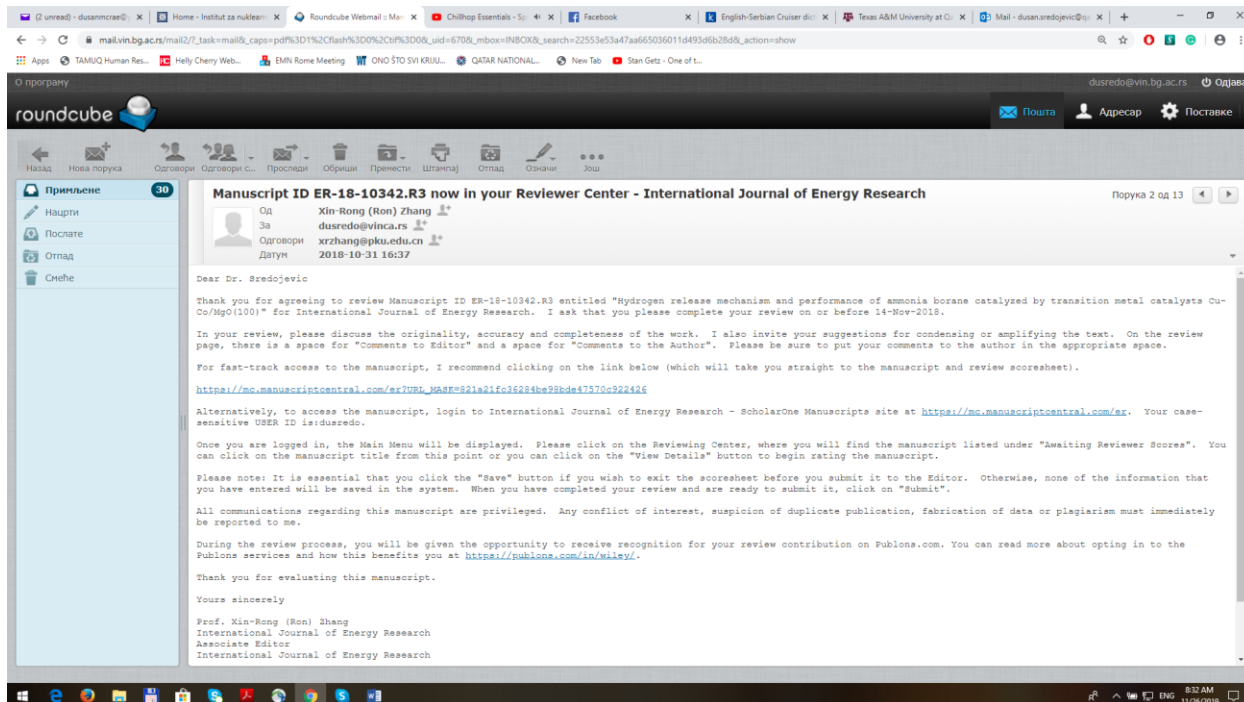 (2 unread) - dusanmcrae@y
Home - Institut za nuklearn
Roundcube Webmail :: Man
Chillhop Essentials - Sp
Facebook
English-Serbian Cruiser dict
Texas A&M University at Qa
Mail - dusan.sredojevic@qa
mail.vin.bg.ac.rs/mail2/?_task=mail&_caps=pdf%3D1%2Cflash%3D0%2Ctif%3D0&_uid=670&_mbox=INBOX&_search=22553e53a47aa665036011d493d6b28d&_action=show
Apps TAMUQ Human Res... Helly Cherry Web... EMN Rome Meeting ONO ŠTO SVI KRIJU... QATAR NATIONAL... New Tab Stan Getz - One of t...
О програму dusredo@vin.bg.ac.rs Одјава
roundcube Пошта Адресар Поставке
Назад Нова порука Одговори Одговори с... Проследи Обриши Премести Штампај Отпад Означи Још
Примљене 30
Нацрти
Послате
Отпад
Смеће
Manuscript ID ER-18-10342.R3 now in your Reviewer Center - International Journal of Energy Research
Порука 2 од 13
Од Xin-Rong (Ron) Zhang
За dusredo@vinca.rs
Одговори xrzhang@pku.edu.cn
Датум 2018-10-31 16:37
Dear Dr. Sredojevic
Thank you for agreeing to review Manuscript ID ER-18-10342.R3 entitled "Hydrogen release mechanism and performance of ammonia borane catalyzed by transition metal catalysts Cu-
Co/MgO(100)" for International Journal of Energy Research. I ask that you please complete your review on or before 14-Nov-2018.
In your review, please discuss the originality, accuracy and completeness of the work. I also invite your suggestions for condensing or amplifying the text. On the review
page, there is a space for "Comments to Editor" and a space for "Comments to the Author". Please be sure to put your comments to the author in the appropriate space.
For fast-track access to the manuscript, I recommend clicking on the link below (which will take you straight to the manuscript and review scoresheet).
https://mc.manuscriptcentral.com/er?URL_MASK=821a21fc36284be98bde47570c922426
Alternatively, to access the manuscript, login to International Journal of Energy Research - ScholarOne Manuscripts site at https://mc.manuscriptcentral.com/er. Your case-
sensitive USER ID is:dusredo.
Once you are logged in, the Main Menu will be displayed. Please click on the Reviewing Center, where you will find the manuscript listed under "Awaiting Reviewer Scores". You
can click on the manuscript title from this point or you can click on the "View Details" button to begin rating the manuscript.
Please note: It is essential that you click the "Save" button if you wish to exit the scoresheet before you submit it to the Editor. Otherwise, none of the information that
you have entered will be saved in the system. When you have completed your review and are ready to submit it, click on "Submit".
All communications regarding this manuscript are privileged. Any conflict of interest, suspicion of duplicate publication, fabrication of data or plagiarism must immediately
be reported to me.
During the review process, you will be given the opportunity to receive recognition for your review contribution on Publons.com. You can read more about opting in to the
Publons services and how this benefits you at https://publons.com/in/wiley/.
Thank you for evaluating this manuscript.
Yours sincerely
Prof. Xin-Rong (Ron) Zhang
International Journal of Energy Research
Associate Editor
International Journal of Energy Research
ENG
8:32 AM
11/26/2019